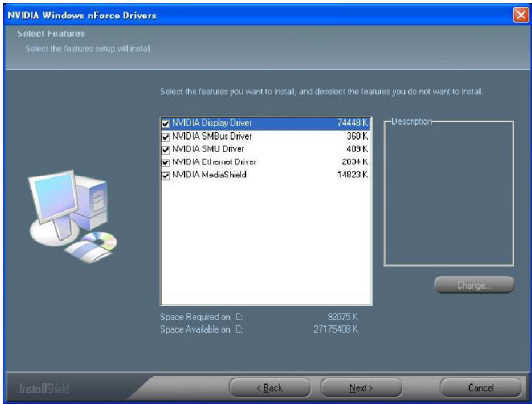 NVIDIA Windows nForce Drivers
Select Features
Select the features setup will install.
Select the features you want to install, and deselect the features you do not want to install.
NVIDIA Display Driver 74448 K
NVIDIA SMBus Driver 360 K
NVIDIA SMU Driver 409 K
NVIDIA Ethernet Driver 2034 K
NVIDIA MediaShield 14823 K
Description
Change...
Space Required on C: 92075 K
Space Available on C: 27175408 K
InstallShield
< Back
Next >
Cancel